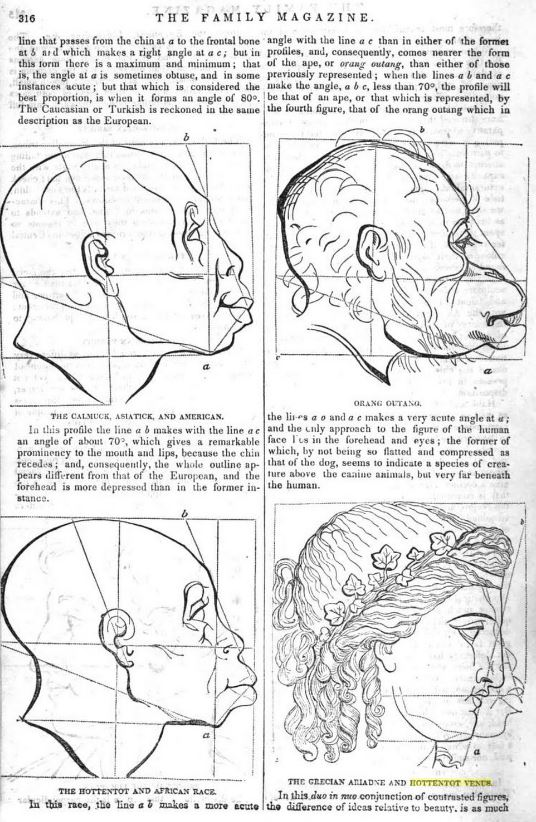 316
THE FAMILY MAGAZINE.
line that passes from the chin at a to the frontal bone
at b and which makes a right angle at a c; but in
this form there is a maximum and minimum; that
is, the angle at a is sometimes obtuse, and in some
instances acute; but that which is considered the
best proportion, is when it forms an angle of 80°.
The Caucasian or Turkish is reckoned in the same
description as the European.
b
a
THE CALMUCK, ASIATICK, AND AMERICAN.
In this profile the line a b makes with the line a c
an angle of about 70°, which gives a remarkable
prominency to the mouth and lips, because the chin
recedes; and, consequently, the whole outline ap-
pears different from that of the European, and the
forehead is more depressed than in the former in-
stance.
b
a
THE HOTTENTOT AND AFRICAN RACE.
In this race, the line a b makes a more acute
angle with the line a c than in either of the former
profiles, and, consequently, comes nearer the form
of the ape, or orang outang, than either of those
previously represented; when the lines a b and a c
make the angle, a b c, less than 70°, the profile will
be that of an ape, or that which is represented, by
the fourth figure, that of the orang outang which in
b
c
a
ORANG OUTANG.
the lines a b and a c makes a very acute angle at a;
and the only approach to the figure of the human
face lies in the forehead and eyes; the former of
which, by not being so flatted and compressed as
that of the dog, seems to indicate a species of crea-
ture above the canine animals, but very far beneath
the human.
b
a
THE GRECIAN ARIADNE AND HOTTENTOT VENUS.
In this duo in nuo conjunction of contrasted figures,
the difference of ideas relative to beauty, is as much